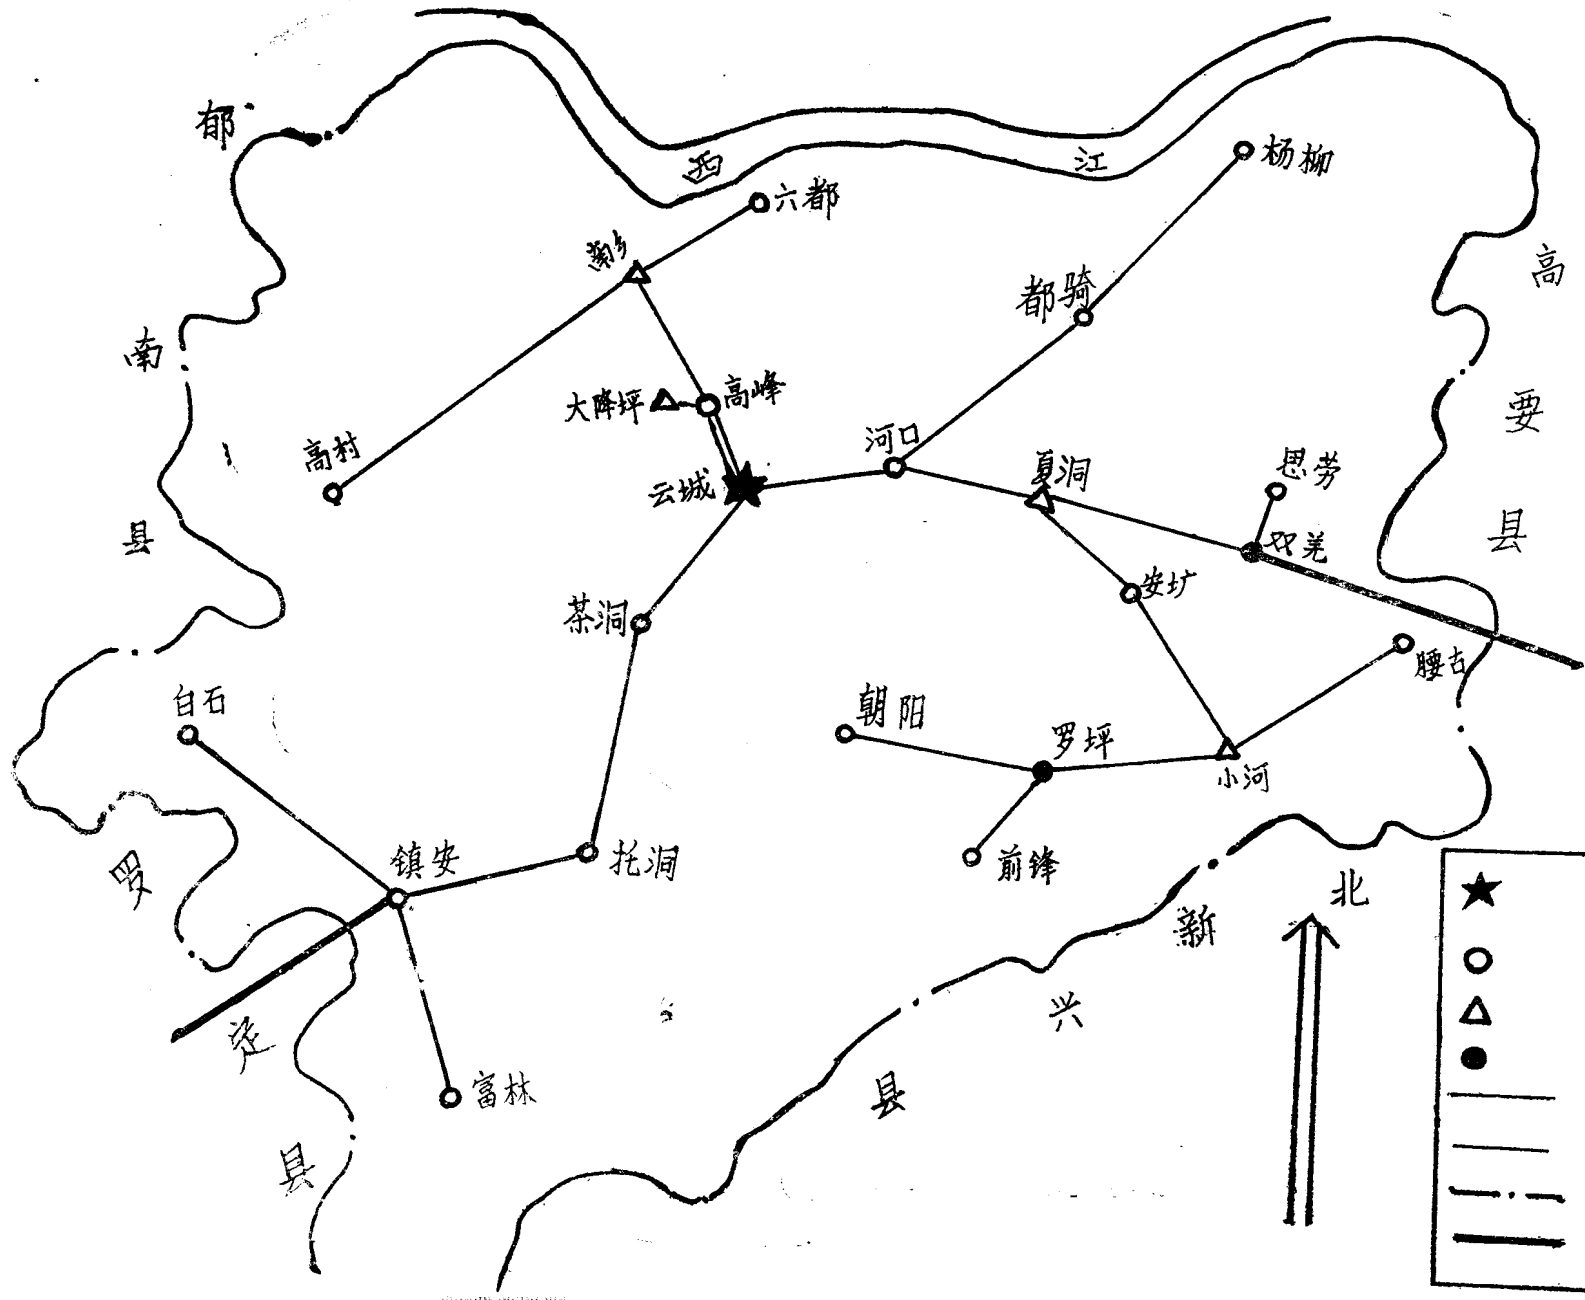 郁
南
县
西
江
杨柳
六都
南乡
都骑
高
要
县
大降坪
高峰
高村
河口
云城
夏洞
思劳
安圹
茶洞
腰古
白石
朝阳
罗坪
小河
镇安
托洞
前锋
罗
定
县
富林
新
兴
县
北